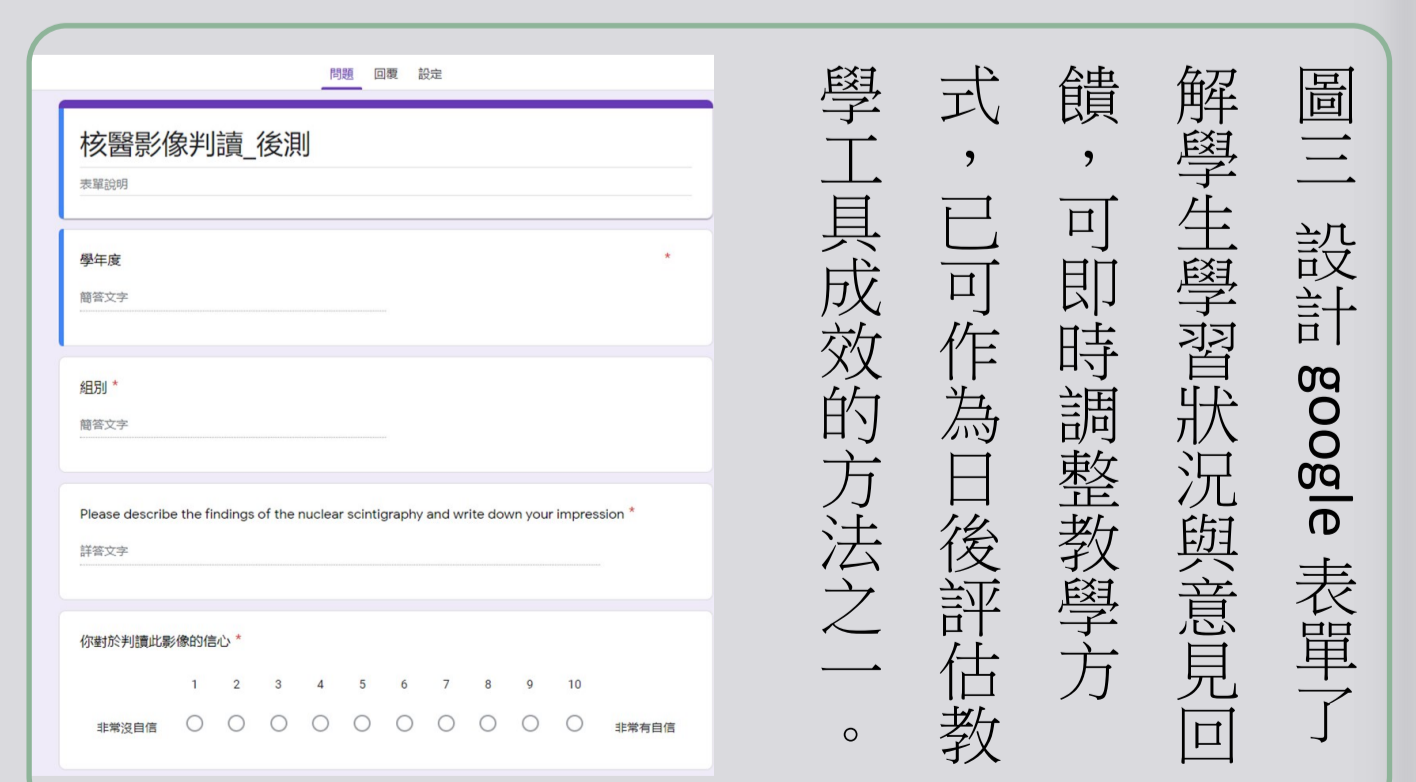 問題 回覆 設定
核醫影像判讀_後測
表單說明
學年度 *
簡答文字
組別 *
簡答文字
Please describe the findings of the nuclear scintigraphy and write down your impression *
詳答文字
你對於判讀此影像的信心 *
1 2 3 4 5 6 7 8 9 10
非常沒自信 非常有自信
圖三 設計 google 表單了
解學生學習狀況與意見回
饋，可即時調整教學方
式，已可作為日後評估教
學工具成效的方法之一。